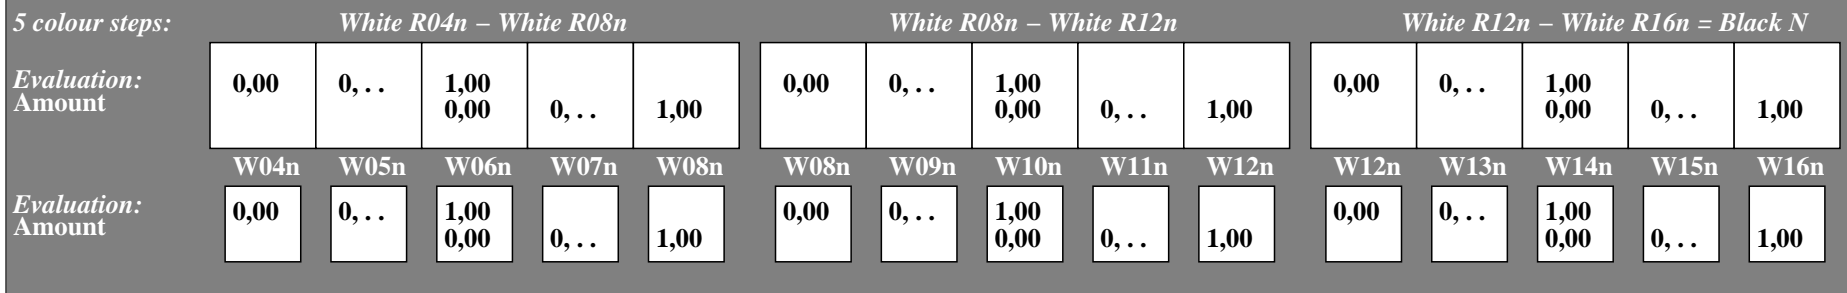 5 colour steps: White R04n – White R08n White R08n – White R12n White R12n – White R16n = Black N
Evaluation: 0,00 0, . . 1,00 0,00 0, . . 1,00 0,00 0, . . 1,00
Amount 0,00 0, . . 1,00 0,00 0, . . 1,00 0,00 0, . . 1,00
W04n W05n W06n W07n W08n W08n W09n W10n W11n W12n W12n W13n W14n W15n W16n
Evaluation: 0,00 0, . . 1,00 0,00 0, . . 1,00 0,00 0, . . 1,00
Amount 0,00 0, . . 1,00 0,00 0, . . 1,00 0,00 0, . . 1,00